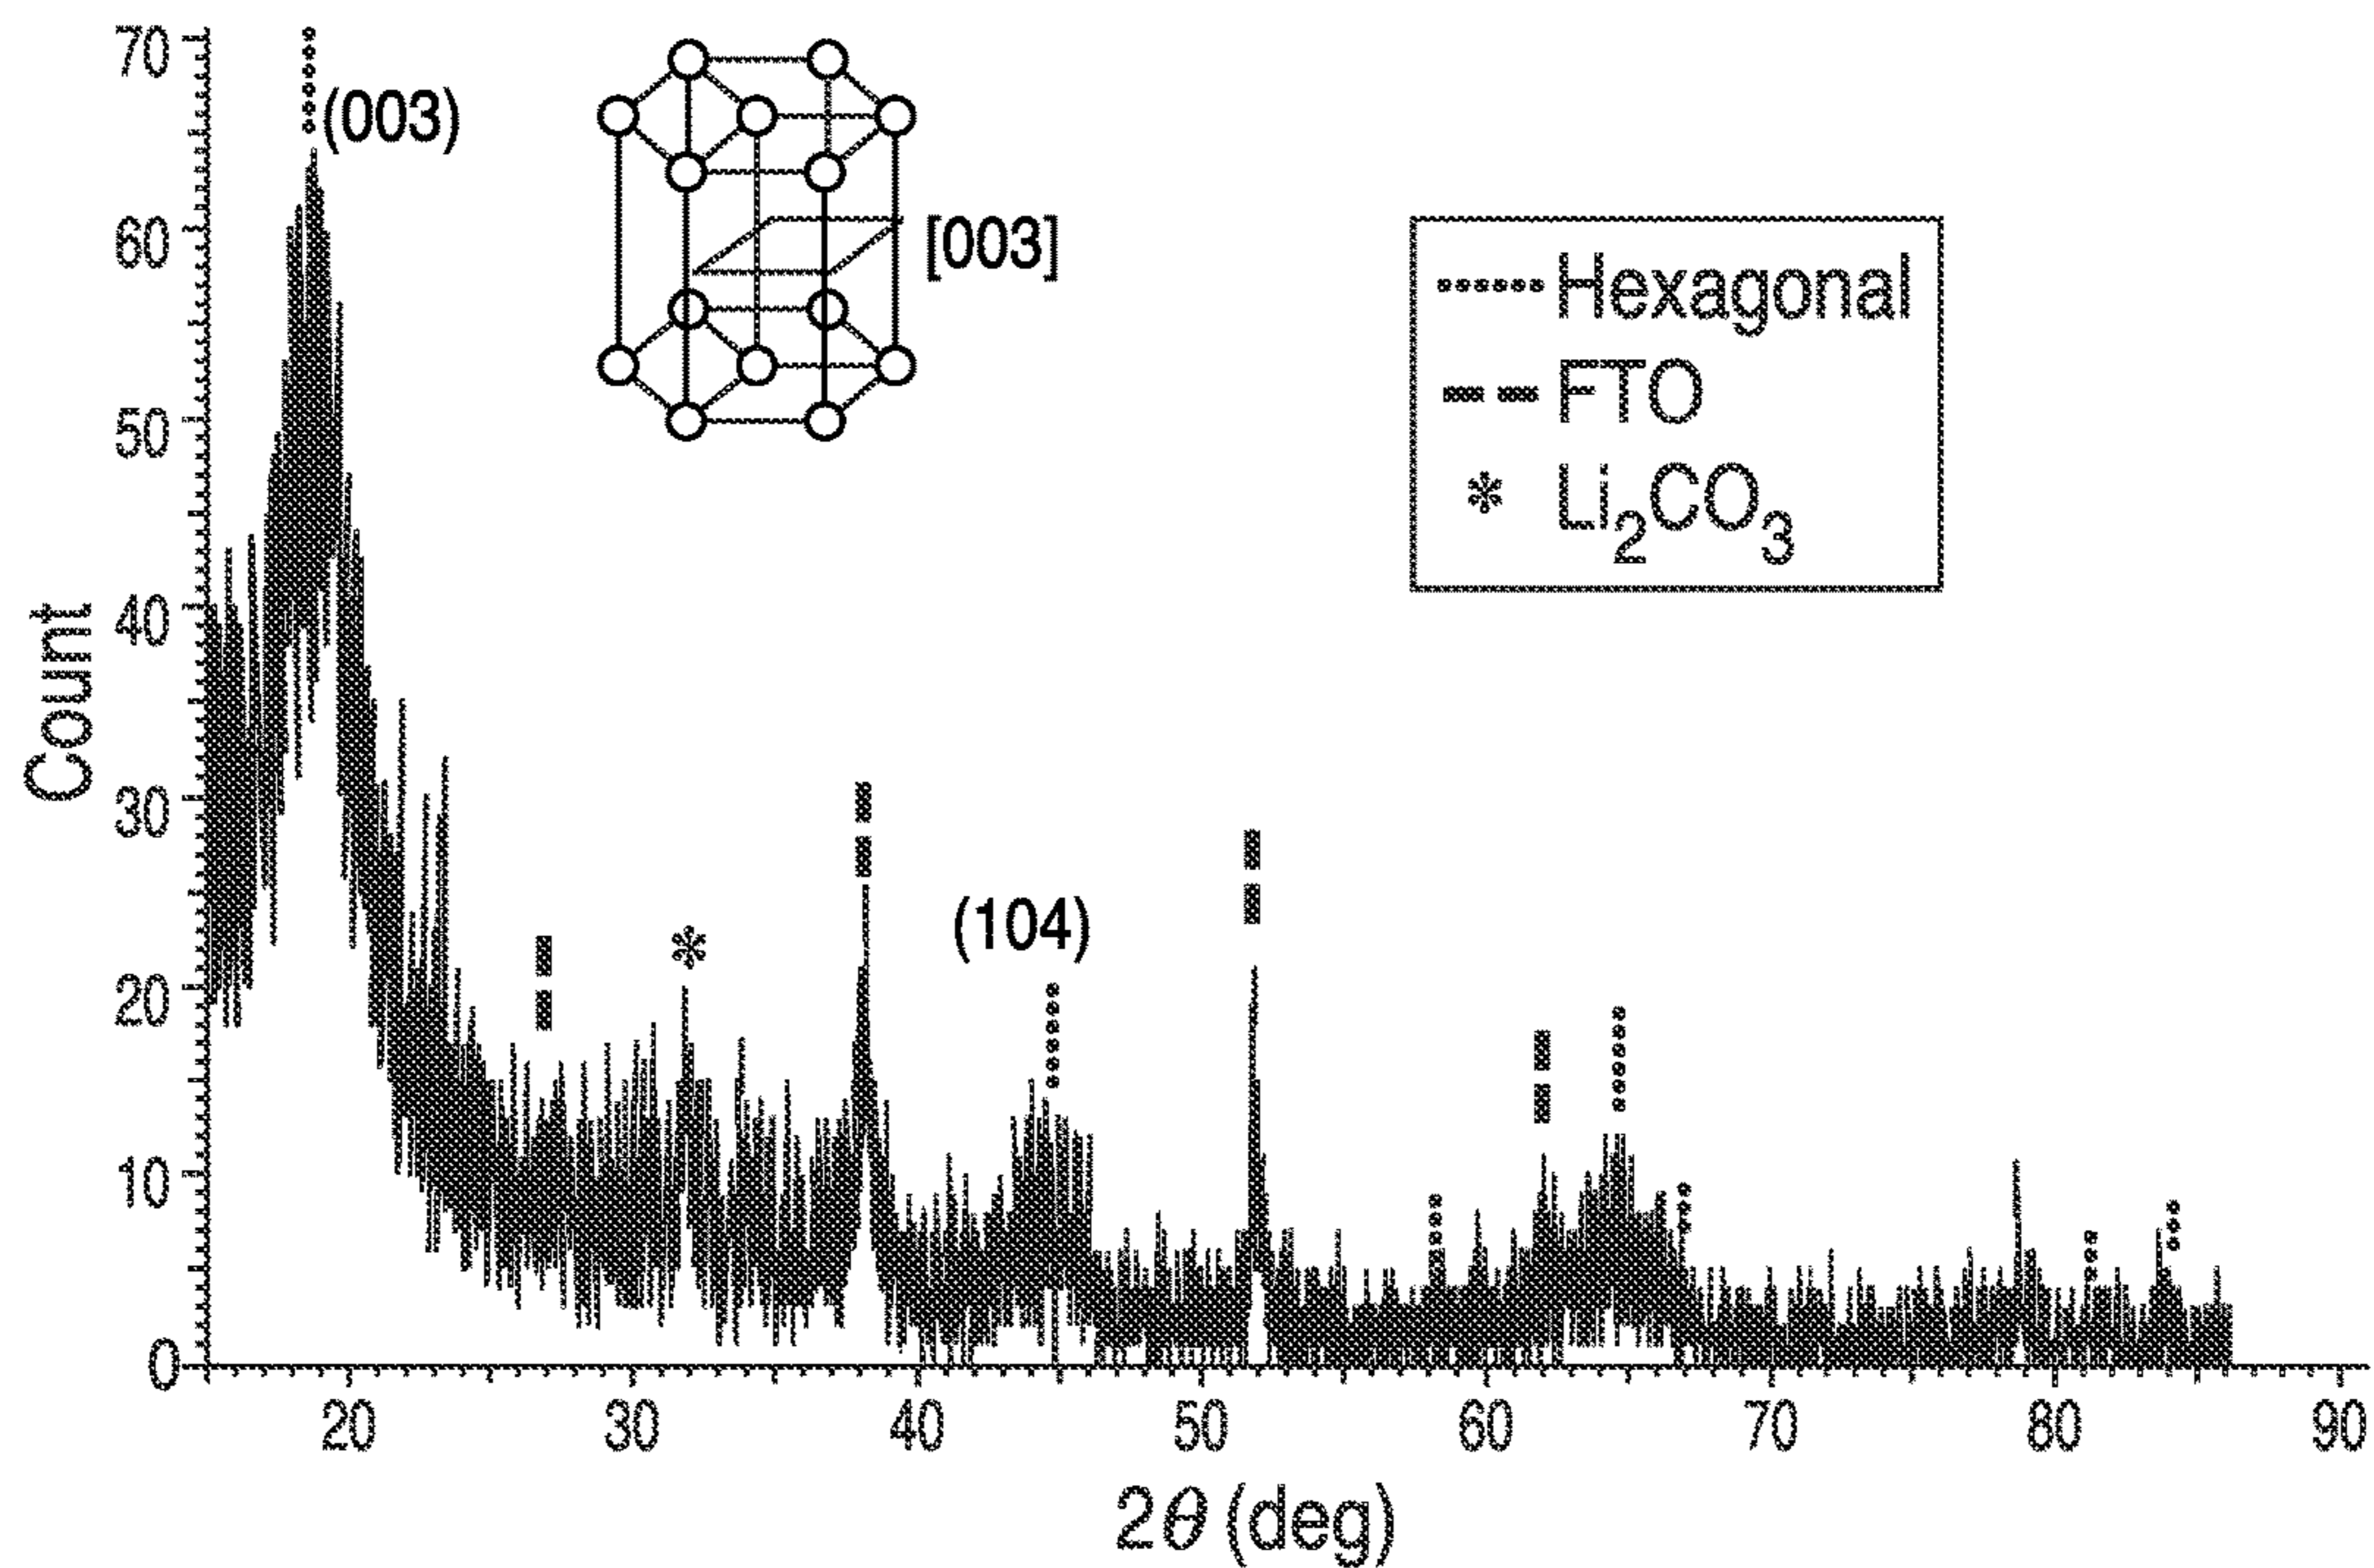 70
60
50
40
30
20
10
0
Count
(003)
[003]
(104)
Hexagonal
FTO
* Li₂CO₃
*
20 30 40 50 60 70 80 90
2θ (deg)